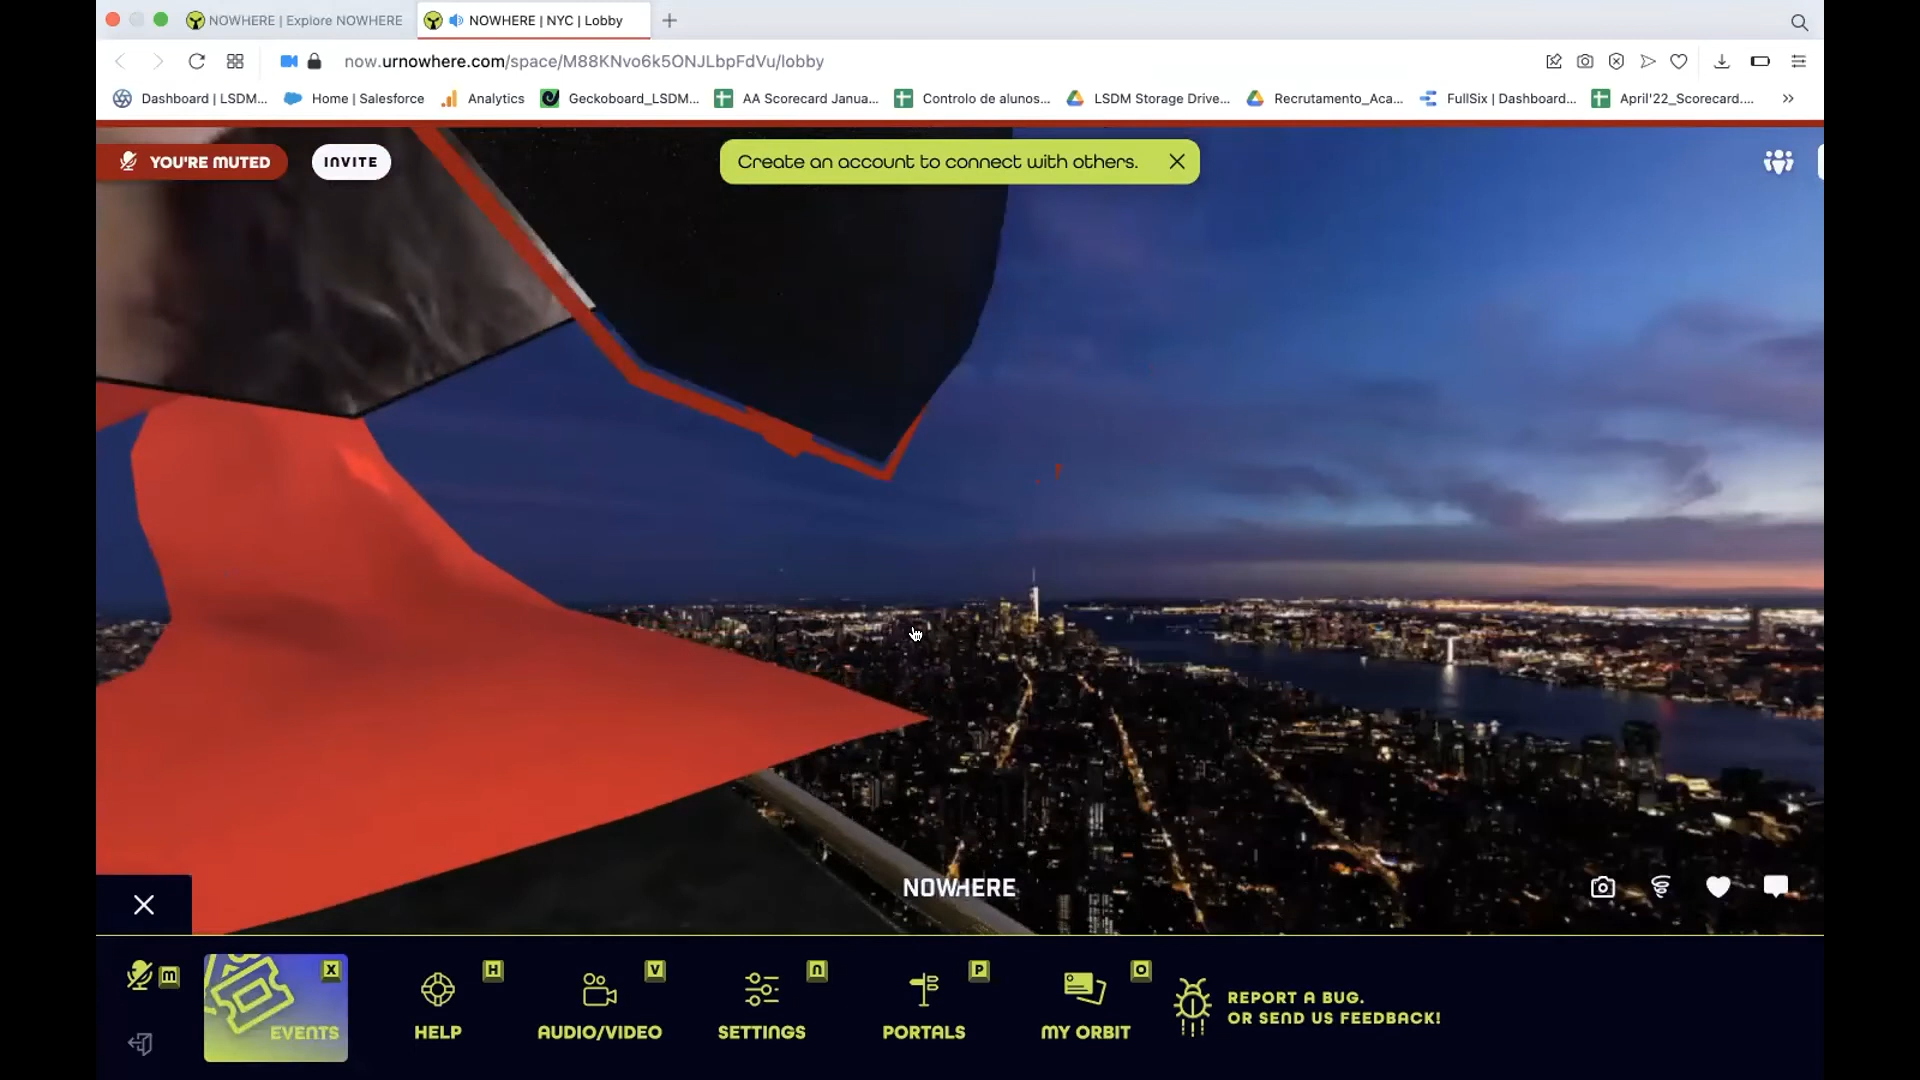 NOWHERE | Explore NOWHERE
NOWHERE | NYC | Lobby
now.urnowhere.com/space/M88KNvo6k5ONJLbpFdVu/lobby
Dashboard | LSDM...
Home | Salesforce
Analytics
Geckoboard_LSDM...
AA Scorecard Janua...
Controlo de alunos...
LSDM Storage Drive...
Recrutamento_Aca...
FullSix | Dashboard...
April'22_Scorecard....
YOU'RE MUTED
INVITE
Create an account to connect with others.
NOWHERE
m
X
EVENTS
H
HELP
V
AUDIO/VIDEO
N
SETTINGS
P
PORTALS
O
MY ORBIT
REPORT A BUG.
OR SEND US FEEDBACK!